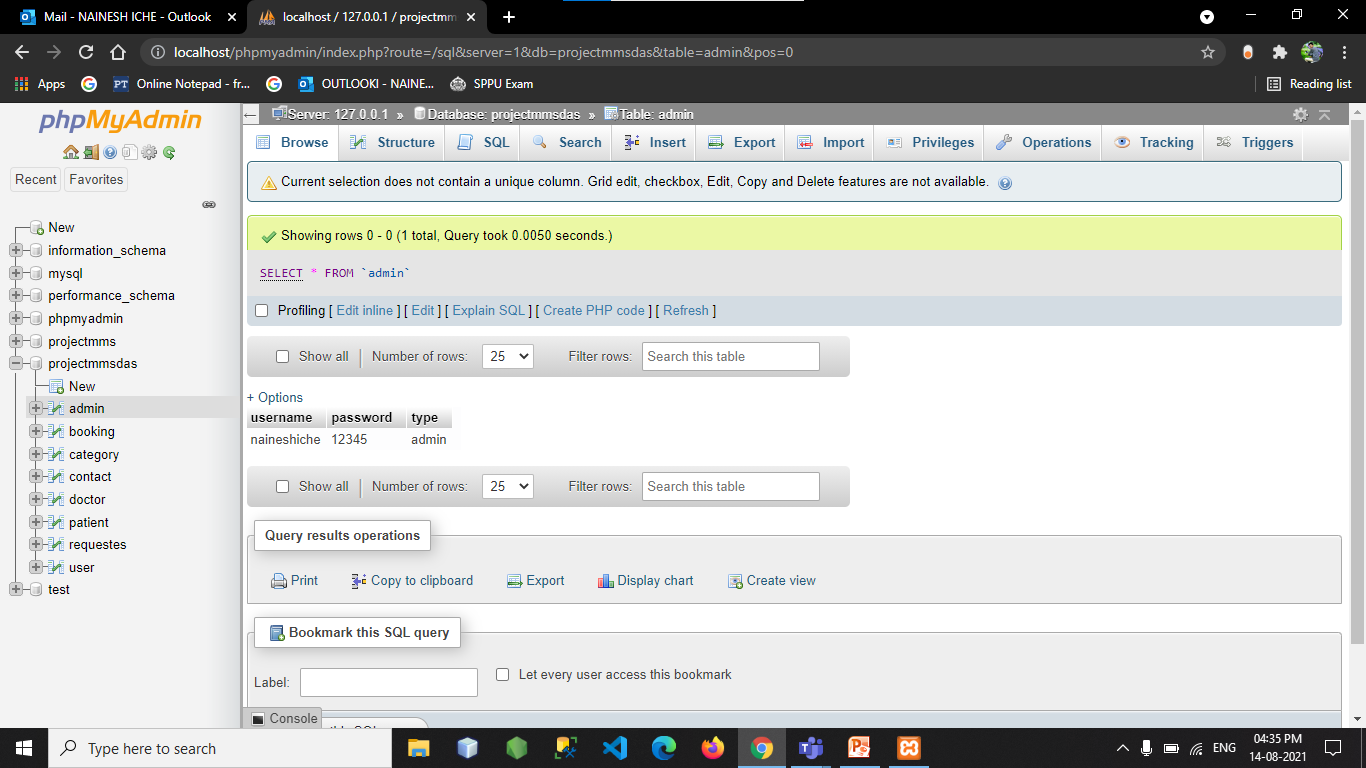 Mail - NAINESH ICHE - Outlook
localhost / 127.0.0.1 / projectmm
localhost/phpmyadmin/index.php?route=/sql&server=1&db=projectmmsdas&table=admin&pos=0
Apps
PT Online Notepad - fr...
OUTLOOKI - NAINE...
SPPU Exam
Reading list
phpMyAdmin
Recent Favorites
New
information_schema
mysql
performance_schema
phpmyadmin
projectmms
projectmmsdas
New
admin
booking
category
contact
doctor
patient
requestes
user
test
Server: 127.0.0.1 » Database: projectmmsdas » Table: admin
Browse Structure SQL Search Insert Export Import Privileges Operations Tracking Triggers
Current selection does not contain a unique column. Grid edit, checkbox, Edit, Copy and Delete features are not available.
Showing rows 0 - 0 (1 total, Query took 0.0050 seconds.)
SELECT * FROM `admin`
Profiling [ Edit inline ] [ Edit ] [ Explain SQL ] [ Create PHP code ] [ Refresh ]
Show all | Number of rows: 25 Filter rows: Search this table
+ Options
username password type
naineshiche 12345 admin
Show all | Number of rows: 25 Filter rows: Search this table
Query results operations
Print Copy to clipboard Export Display chart Create view
Bookmark this SQL query
Label: Let every user access this bookmark
Console
Type here to search
ENG
04:35 PM
14-08-2021